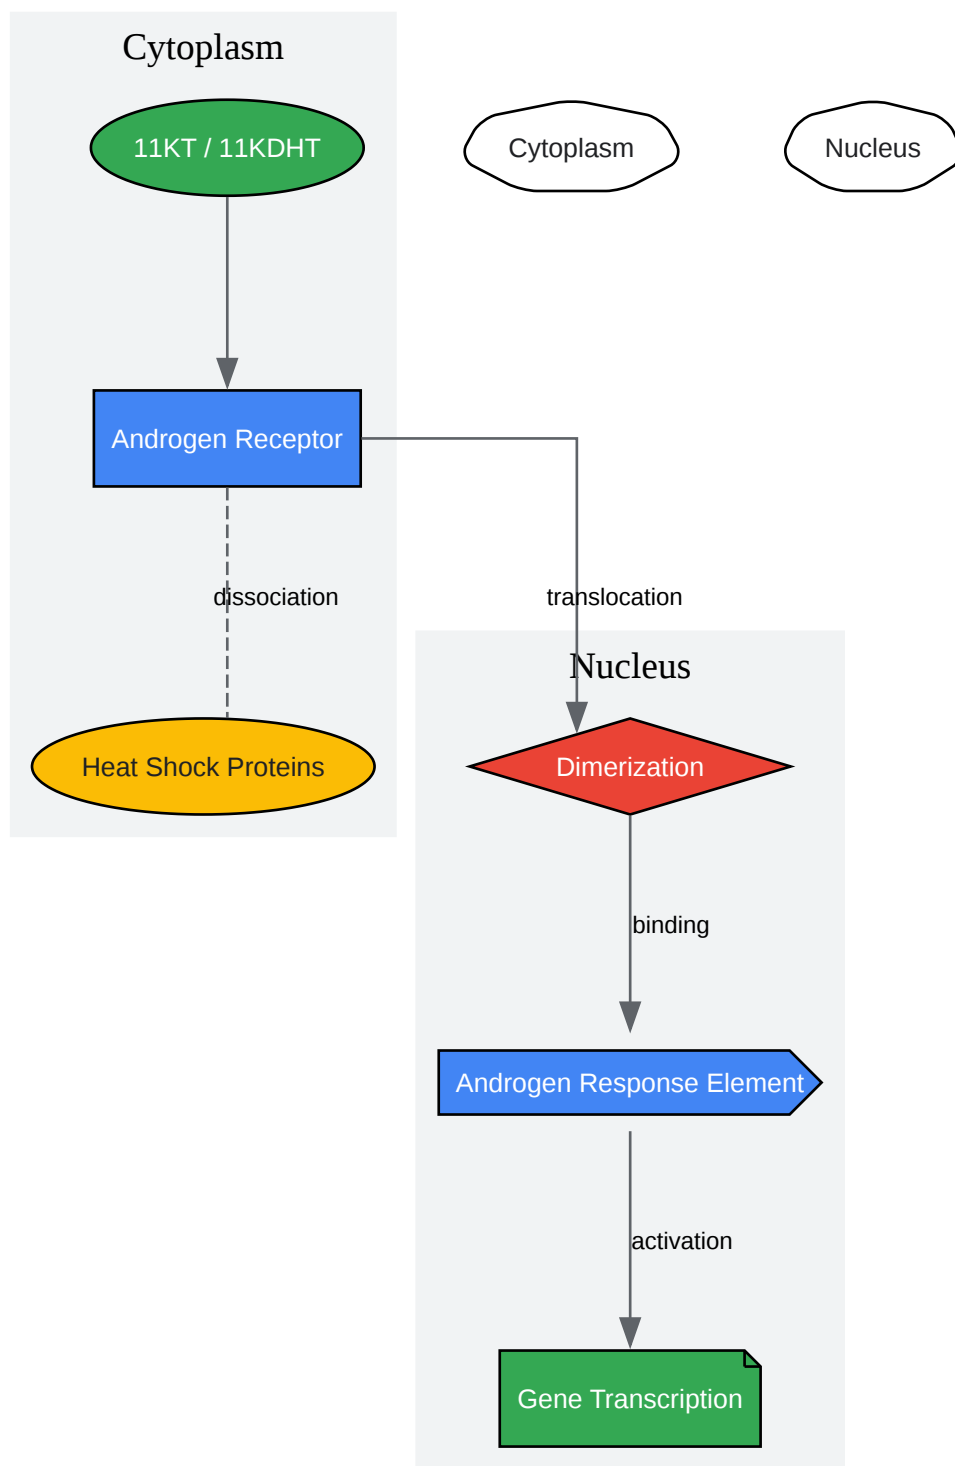 Cytoplasm
11KT / 11KDHT
Cytoplasm
Nucleus
Androgen Receptor
dissociation
translocation
Nucleus
Heat Shock Proteins
Dimerization
binding
Androgen Response Element
activation
Gene Transcription